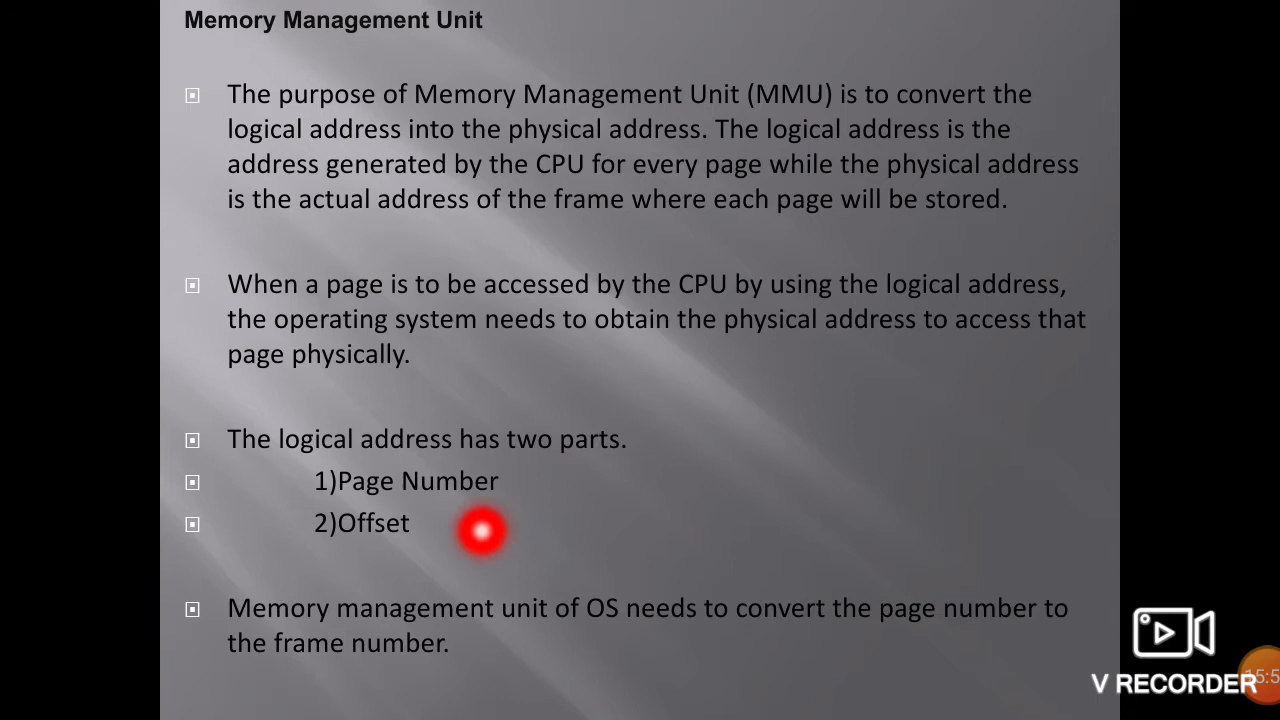 Memory Management Unit
The purpose of Memory Management Unit (MMU) is to convert the
logical address into the physical address. The logical address is the
address generated by the CPU for every page while the physical address
is the actual address of the frame where each page will be stored.
When a page is to be accessed by the CPU by using the logical address,
the operating system needs to obtain the physical address to access that
page physically.
The logical address has two parts.
1)Page Number
2)Offset
Memory management unit of OS needs to convert the page number to
the frame number.
V RECORDER
15:5